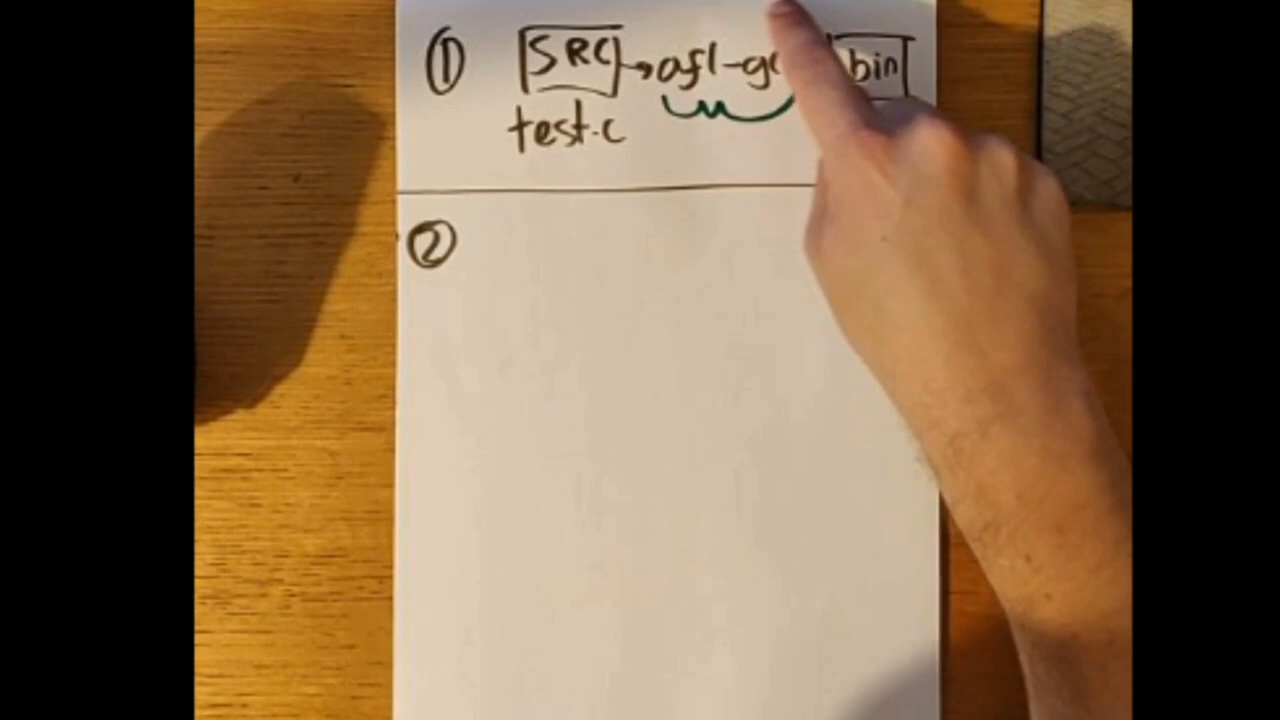 ① SRC → afl-g bin
test.c
②